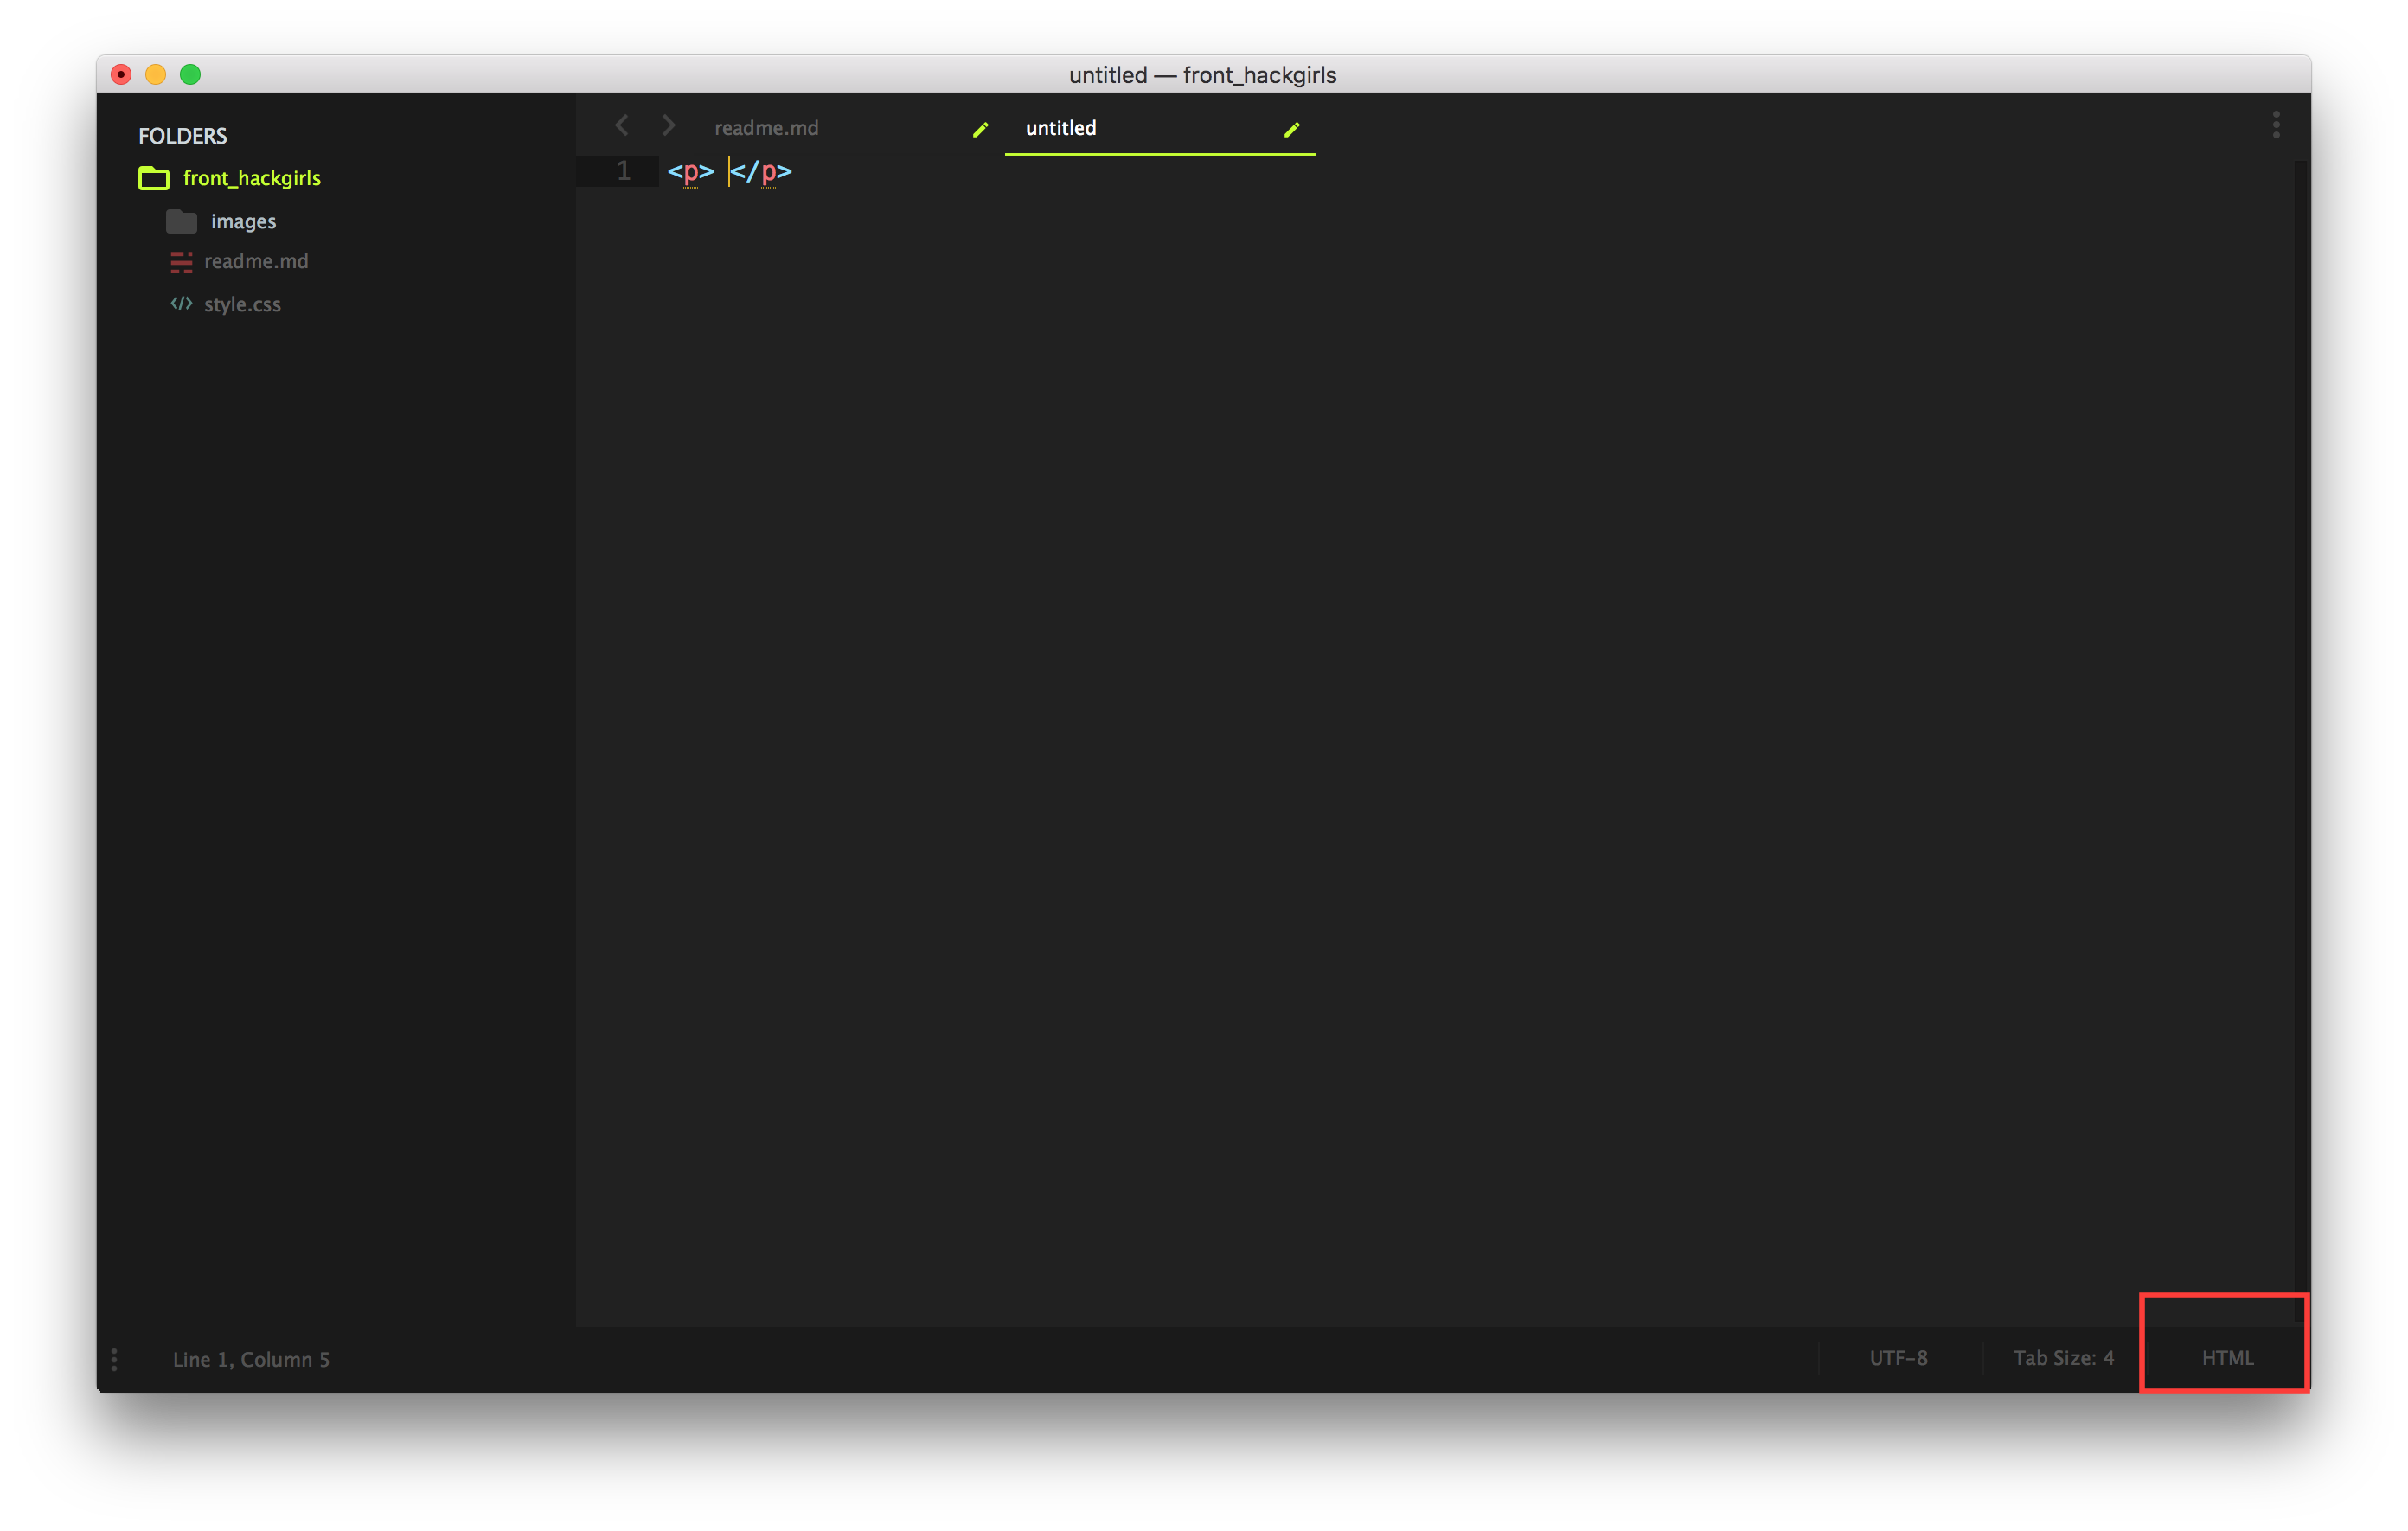 untitled — front_hackgirls
FOLDERS
front_hackgirls
images
readme.md
style.css
readme.md
untitled
1 <p> </p>
Line 1, Column 5
UTF-8
Tab Size: 4
HTML